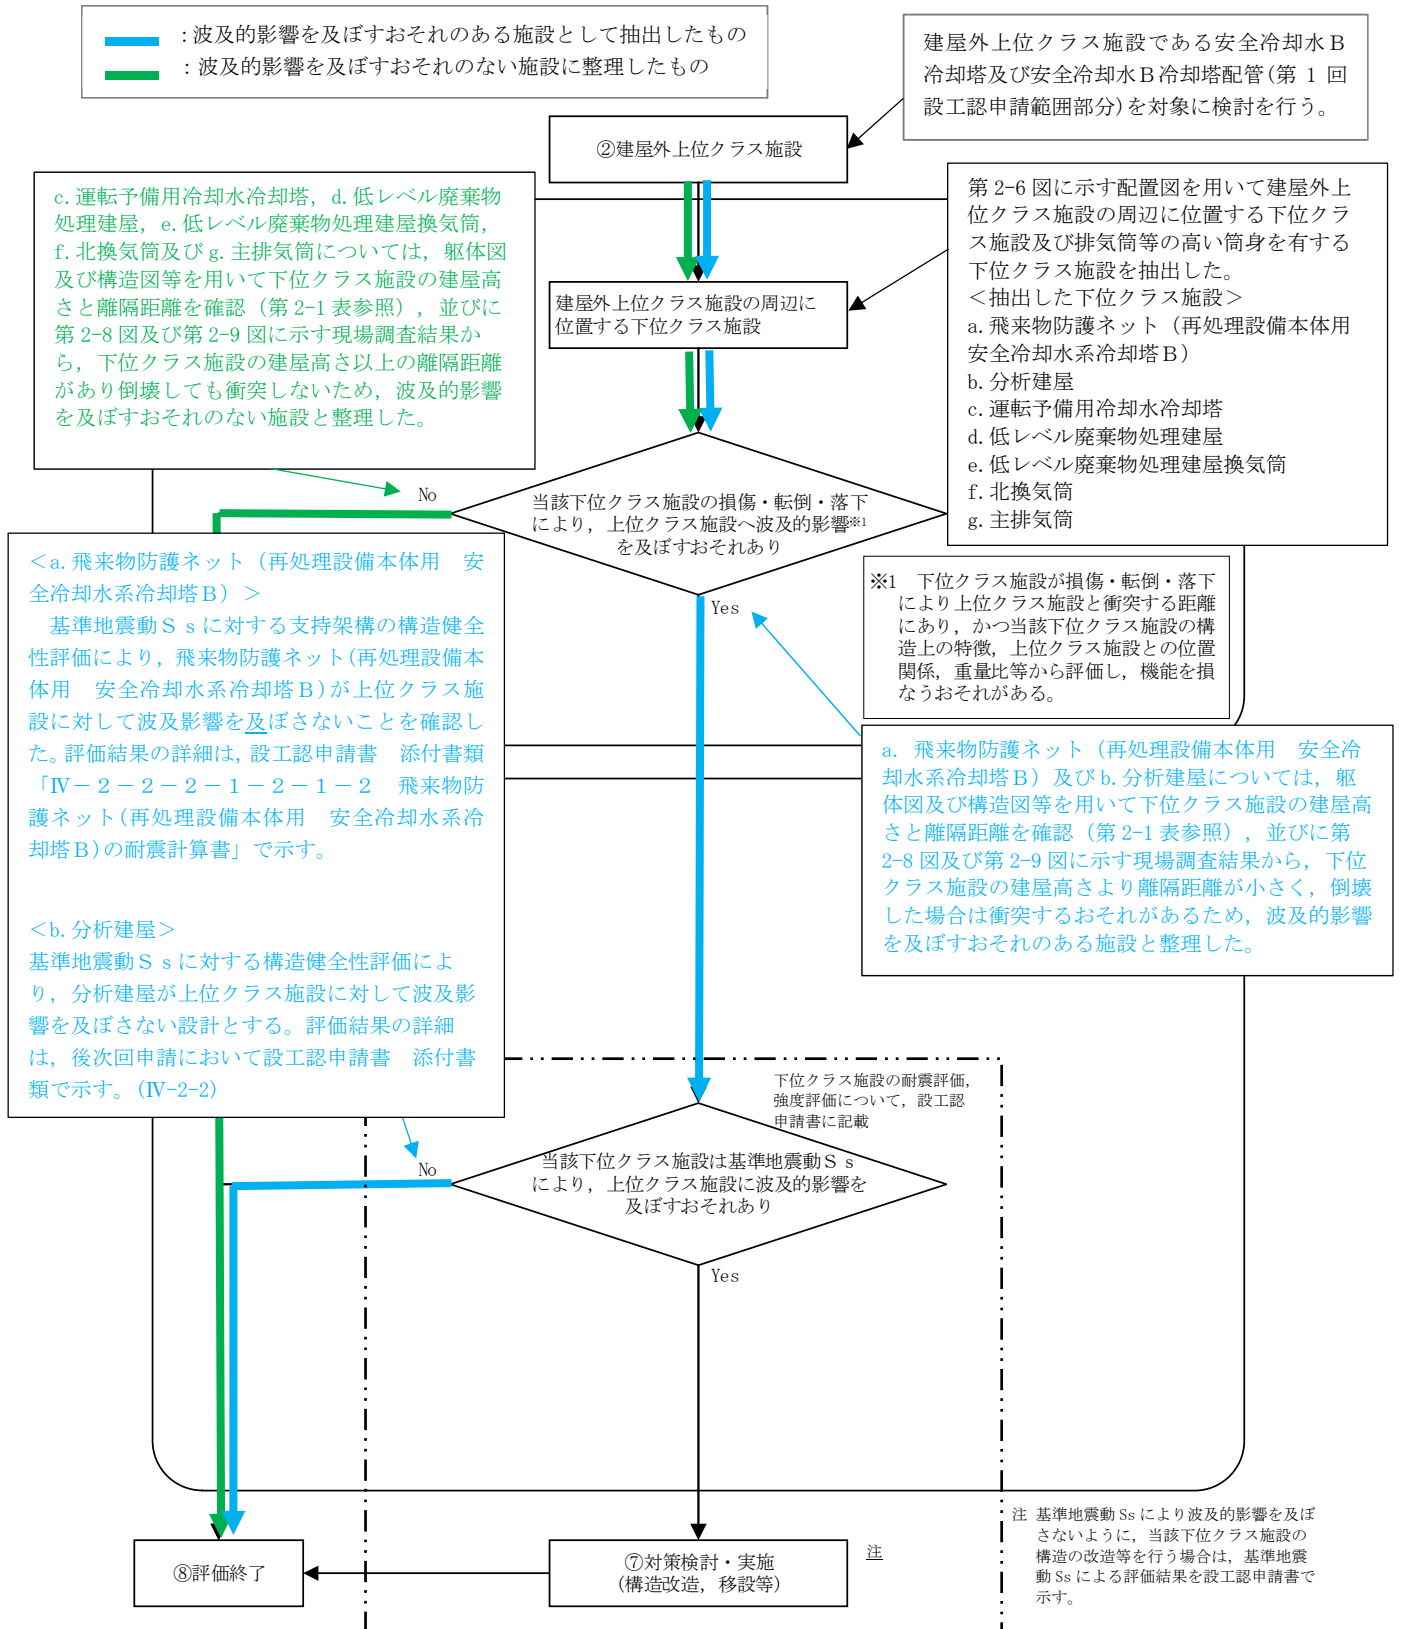 ：波及的影響を及ぼすおそれのある施設として抽出したもの
：波及的影響を及ぼすおそれのない施設に整理したもの
建屋外上位クラス施設である安全冷却水Ｂ
冷却塔及び安全冷却水Ｂ冷却塔配管(第 1 回
設工認申請範囲部分)を対象に検討を行う。
②建屋外上位クラス施設
c.運転予備用冷却水冷却塔，d.低レベル廃棄物
処理建屋，e.低レベル廃棄物処理建屋換気筒，
f.北換気筒及び g.主排気筒については，躯体図
及び構造図等を用いて下位クラス施設の建屋高
さと離隔距離を確認（第 2-1 表参照），並びに
第 2-8 図及び第 2-9 図に示す現場調査結果か
ら，下位クラス施設の建屋高さ以上の離隔距離
があり倒壊しても衝突しないため，波及的影響
を及ぼすおそれのない施設と整理した。
第 2-6 図に示す配置図を用いて建屋外上
位クラス施設の周辺に位置する下位クラ
ス施設及び排気筒等の高い筒身を有する
下位クラス施設を抽出した。
＜抽出した下位クラス施設＞
a.飛来物防護ネット（再処理設備本体用
安全冷却水系冷却塔Ｂ）
b.分析建屋
c.運転予備用冷却水冷却塔
d.低レベル廃棄物処理建屋
e.低レベル廃棄物処理建屋換気筒
f.北換気筒
g.主排気筒
建屋外上位クラス施設の周辺に
位置する下位クラス施設
No
当該下位クラス施設の損傷・転倒・落下
により，上位クラス施設へ波及的影響※1
を及ぼすおそれあり
Yes
※1　下位クラス施設が損傷・転倒・落下
により上位クラス施設と衝突する距離
にあり，かつ当該下位クラス施設の構
造上の特徴，上位クラス施設との位置
関係，重量比等から評価し，機能を損
なうおそれがある。
＜a.飛来物防護ネット（再処理設備本体用　安
全冷却水系冷却塔Ｂ）＞
　基準地震動Ｓｓに対する支持架構の構造健全
性評価により，飛来物防護ネット(再処理設備本
体用　安全冷却水系冷却塔Ｂ)が上位クラス施
設に対して波及影響を及ぼさないことを確認し
た。評価結果の詳細は，設工認申請書　添付書類
「Ⅳ－２－２－２－１－２－１－２　飛来物防
護ネット(再処理設備本体用　安全冷却水系冷
却塔Ｂ)の耐震計算書」で示す。
＜b.分析建屋＞
基準地震動Ｓｓに対する構造健全性評価によ
り，分析建屋が上位クラス施設に対して波及影
響を及ぼさない設計とする。評価結果の詳細
は，後次回申請において設工認申請書　添付書
類で示す。(Ⅳ-2-2)
a. 飛来物防護ネット（再処理設備本体用　安全冷
却水系冷却塔Ｂ）及び b.分析建屋については，躯
体図及び構造図等を用いて下位クラス施設の建屋高
さと離隔距離を確認（第 2-1 表参照），並びに第
2-8 図及び第 2-9 図に示す現場調査結果から，下位
クラス施設の建屋高さより離隔距離が小さく，倒壊
した場合は衝突するおそれがあるため，波及的影響
を及ぼすおそれのある施設と整理した。
下位クラス施設の耐震評価，
強度評価について，設工認
申請書に記載
No
当該下位クラス施設は基準地震動Ｓｓ
により，上位クラス施設に波及的影響を
及ぼすおそれあり
Yes
⑧評価終了
⑦対策検討・実施
(構造改造，移設等)
注
注 基準地震動 Ss により波及的影響を及ぼ
さないように，当該下位クラス施設の
構造の改造等を行う場合は，基準地震
動 Ss による評価結果を設工認申請書で
示す。